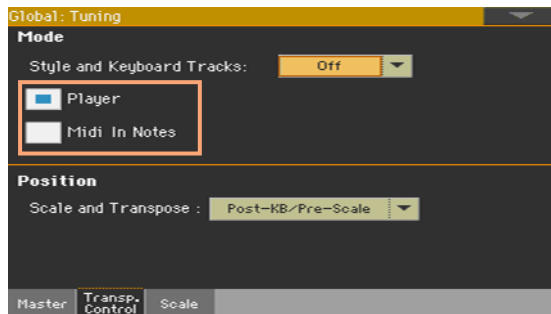 Global: Tuning
Mode
Style and Keyboard Tracks: Off
Player
Midi In Notes
Position
Scale and Transpose : Post-KB/Pre-Scale
Master Transp. Control Scale